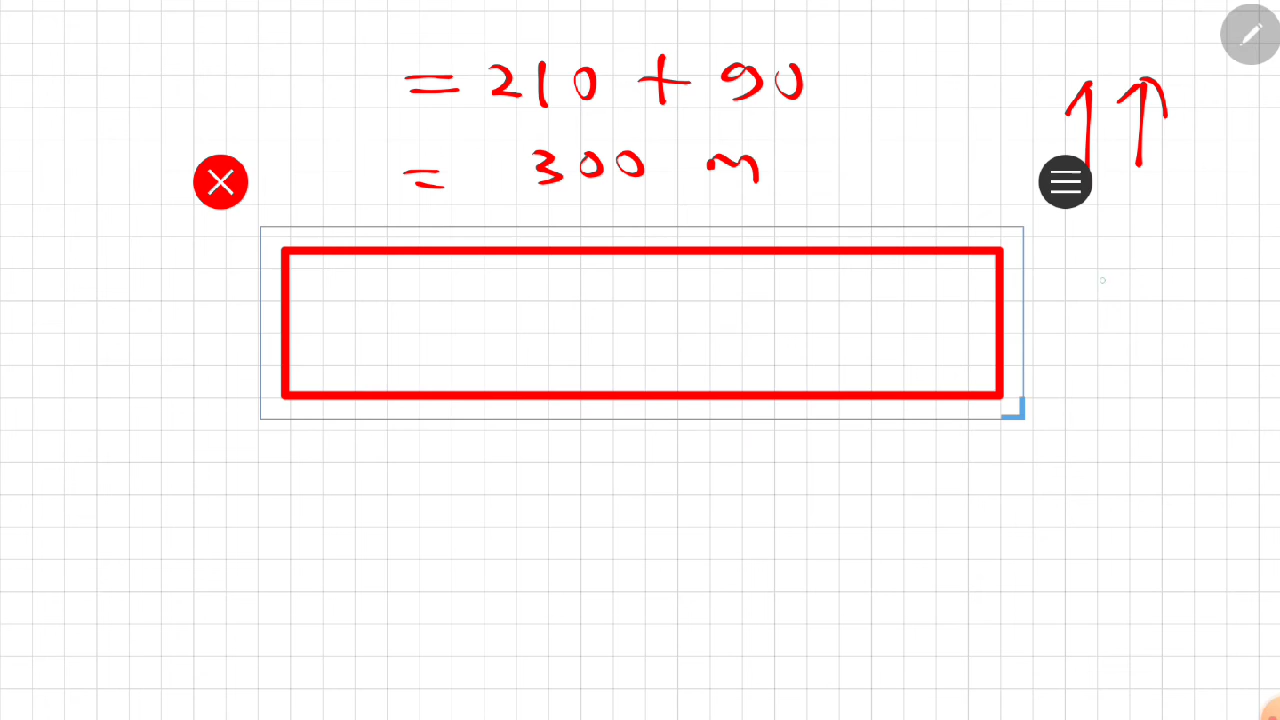 = 210 + 90
= 300 m